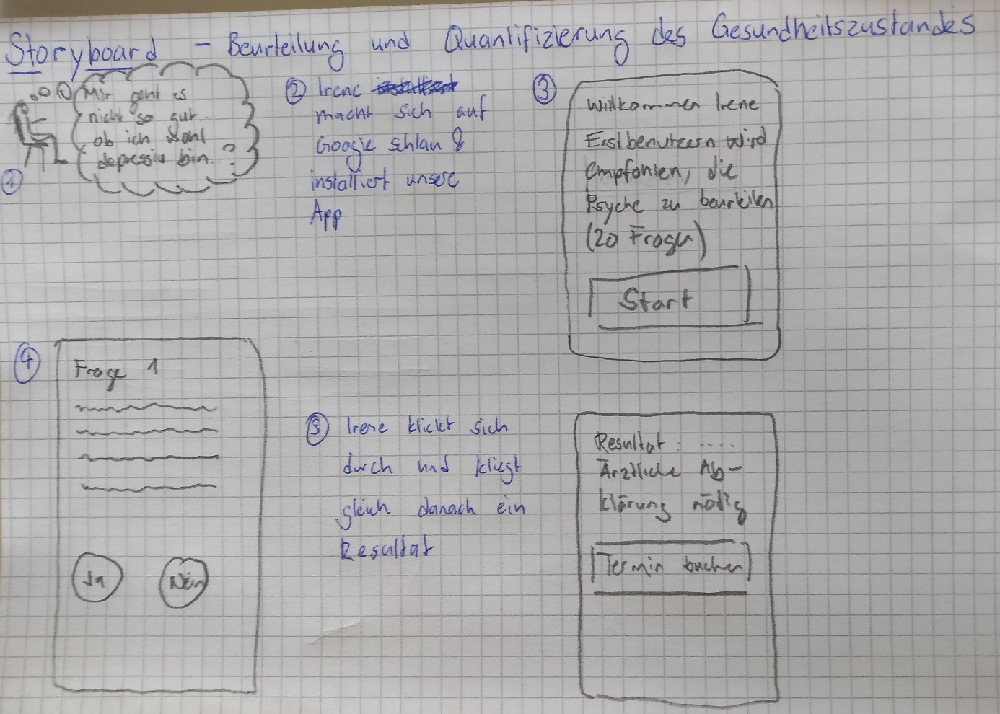 Storyboard - Beurteilung und Quantifizierung des Gesundheitszustandes
1
Mir geht es
nicht so gut..
ob ich wohl
depressiv bin..?
2 Irene
macht sich auf
Google schlau &
installiert unsere
App
3
Willkommen Irene
Erstbenutzern wird
empfohlen, die
Psyche zu beurteilen
(20 Fragen)
Start
4
Frage 1
Ja Nein
5 Irene klickt sich
durch und kliegt
gleich danach ein
Resultat
Resultat: ....
Ärztliche Ab-
klärung nötig
Termin buchen